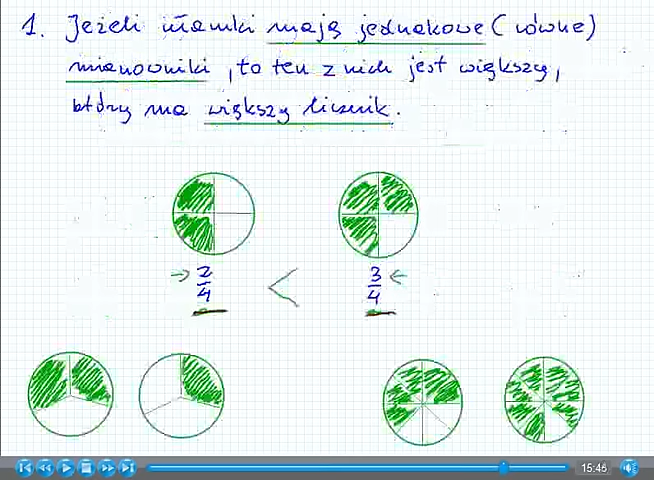 1. Jeżeli ułamki mają jednakowe (równe)
mianowniki, to ten z nich jest większy,
który ma większy licznik.
2/4 < 3/4
15:46